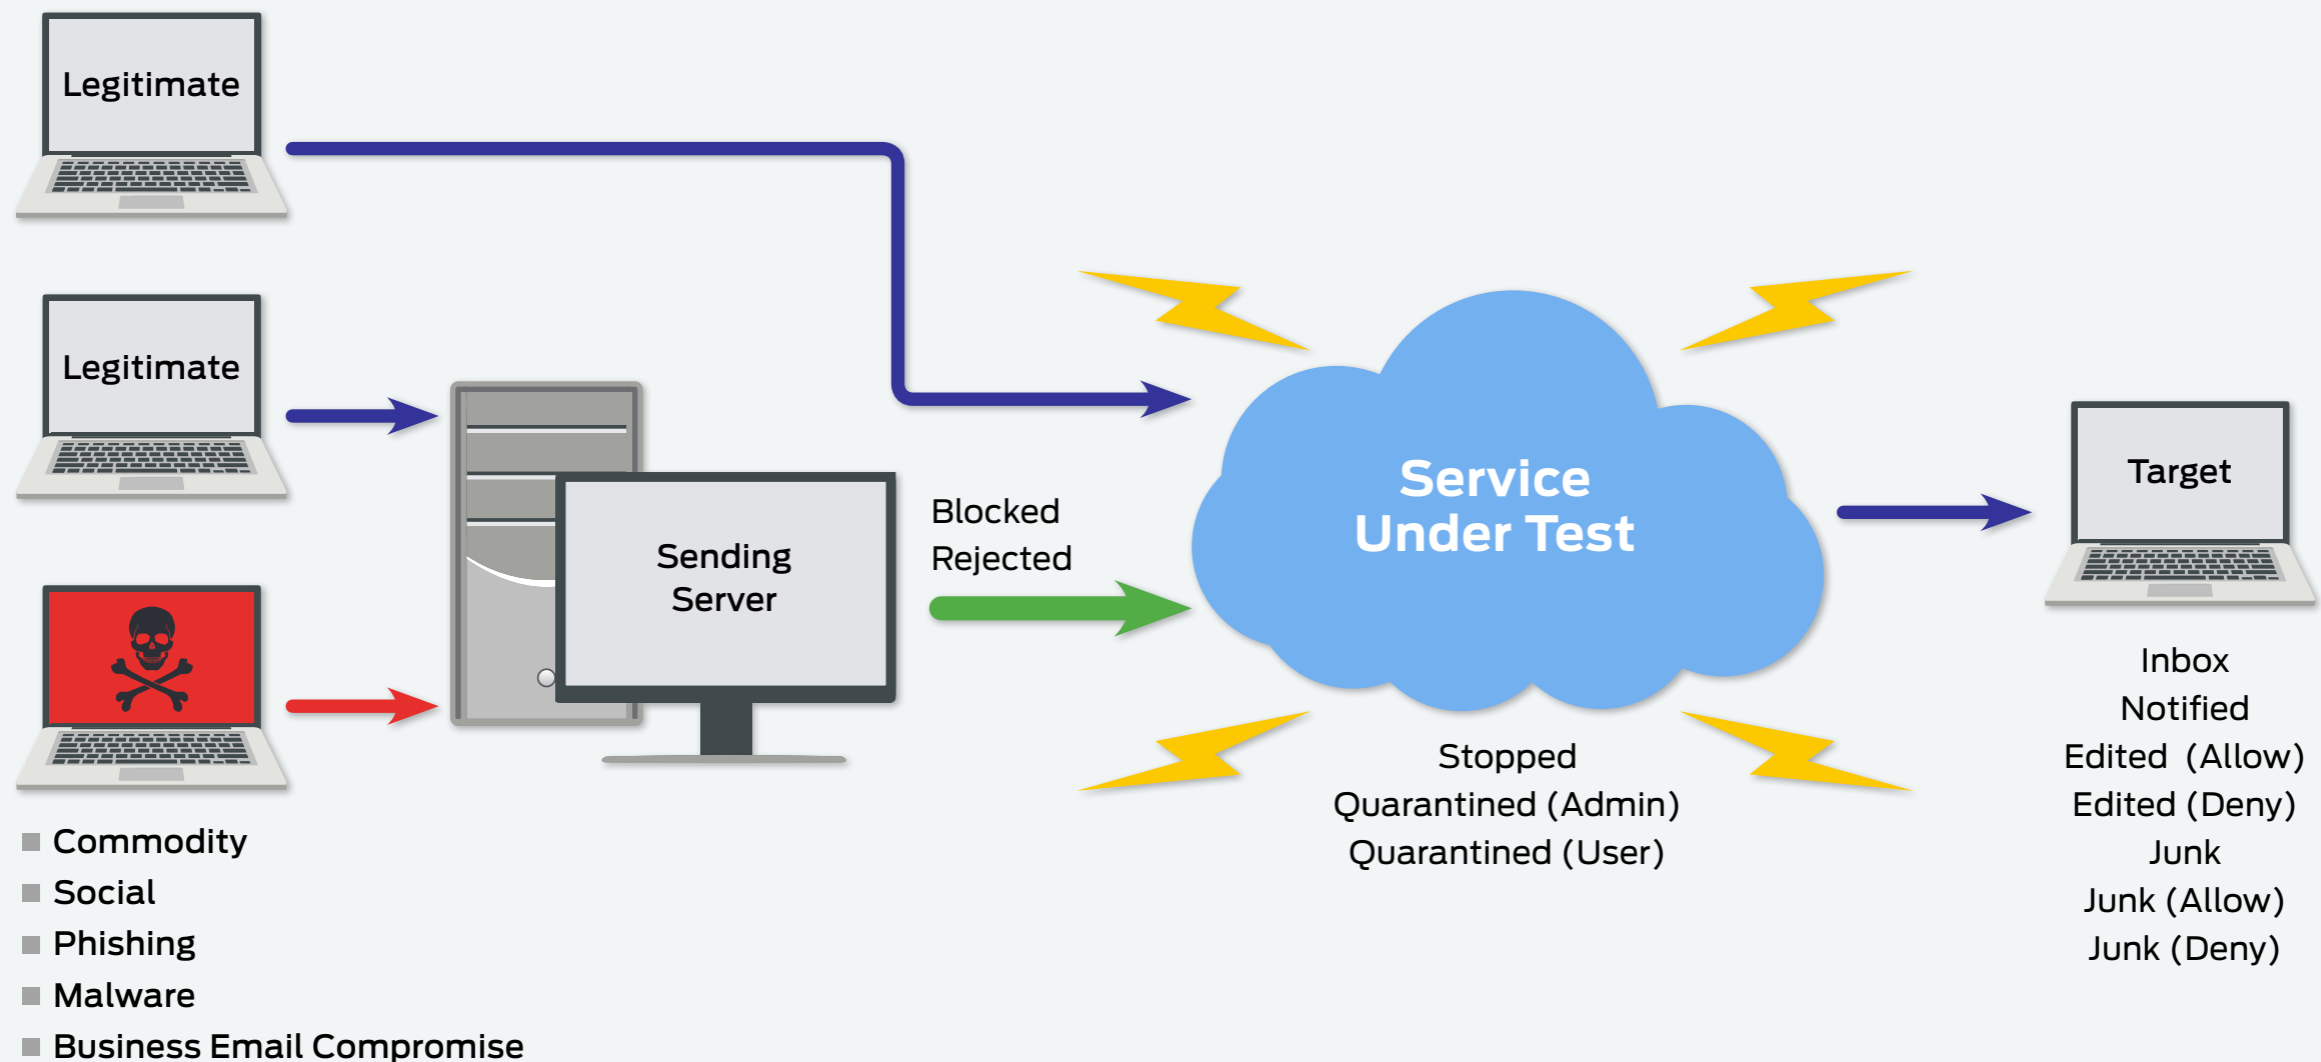 Legitimate
Legitimate
Commodity
Social
Phishing
Malware
Business Email Compromise
Sending
Server
Blocked
Rejected
Service
Under Test
Stopped
Quarantined (Admin)
Quarantined (User)
Target
Inbox
Notified
Edited (Allow)
Edited (Deny)
Junk
Junk (Allow)
Junk (Deny)